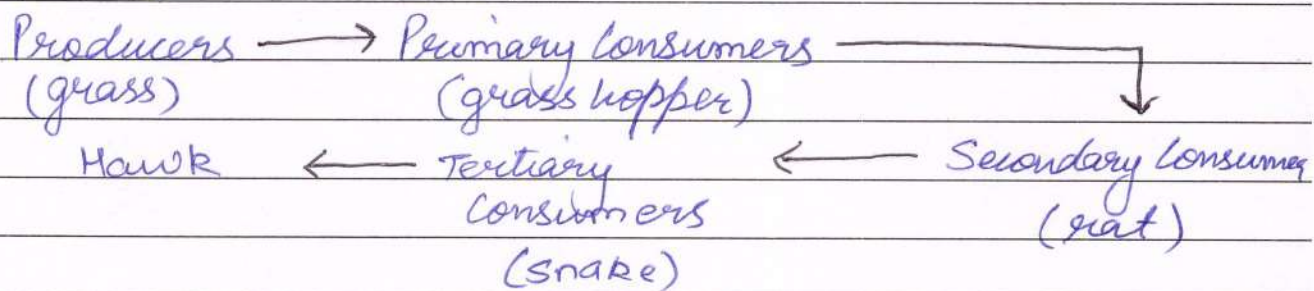 Producers → Primary Consumers
(grass) (grass hopper)
Hawk ← Tertiary ← Secondary Consumer
Consumers (rat)
(snake)